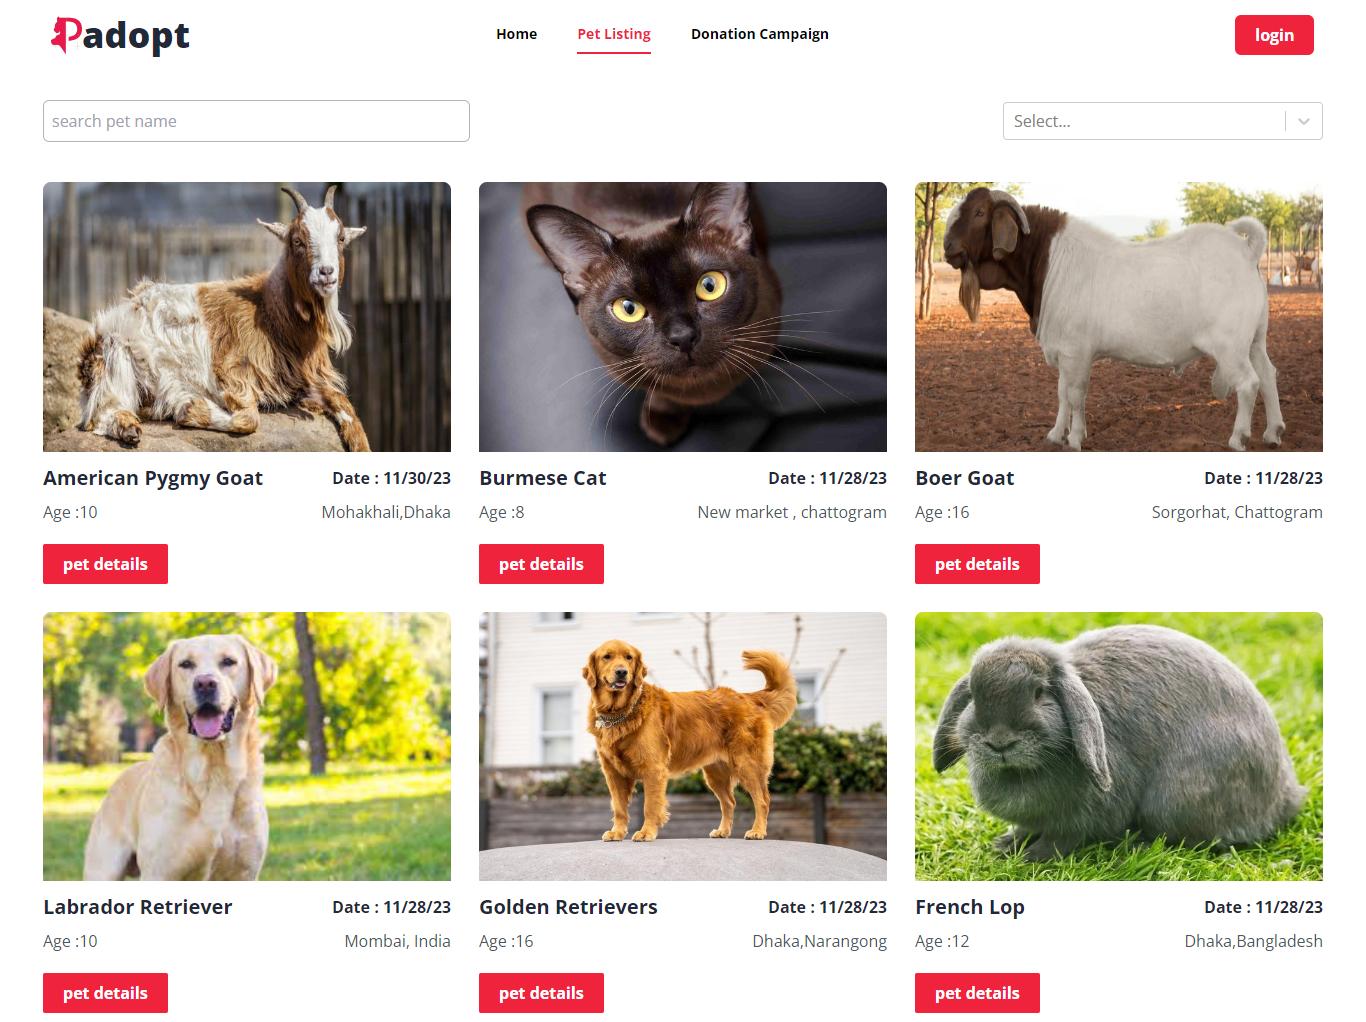 Padopt
Home Pet Listing Donation Campaign
login
search pet name
Select...
American Pygmy Goat Date : 11/30/23
Age :10 Mohakhali,Dhaka
pet details
Burmese Cat Date : 11/28/23
Age :8 New market , chattogram
pet details
Boer Goat Date : 11/28/23
Age :16 Sorgorhat, Chattogram
pet details
Labrador Retriever Date : 11/28/23
Age :10 Mombai, India
pet details
Golden Retrievers Date : 11/28/23
Age :16 Dhaka,Narangong
pet details
French Lop Date : 11/28/23
Age :12 Dhaka,Bangladesh
pet details